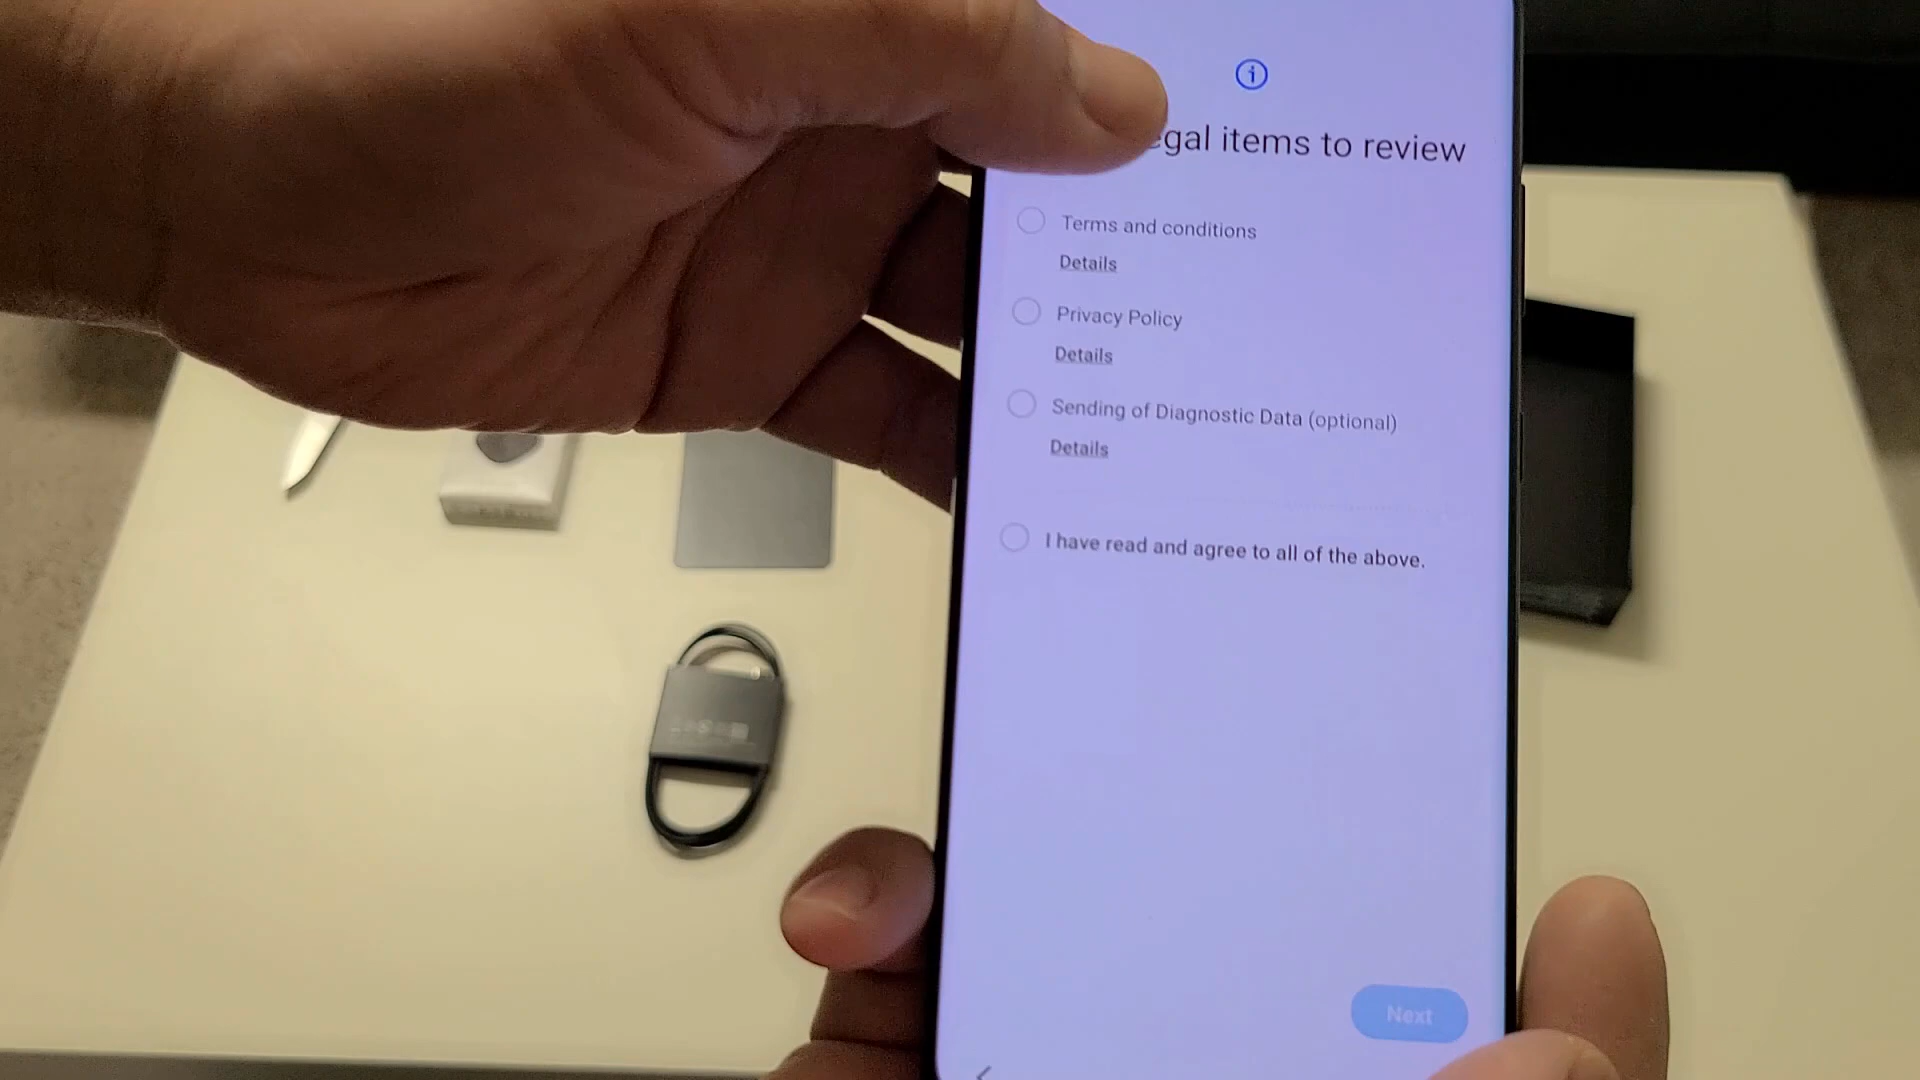 gal items to review
Terms and conditions
Details
Privacy Policy
Details
Sending of Diagnostic Data (optional)
Details
I have read and agree to all of the above.
Next